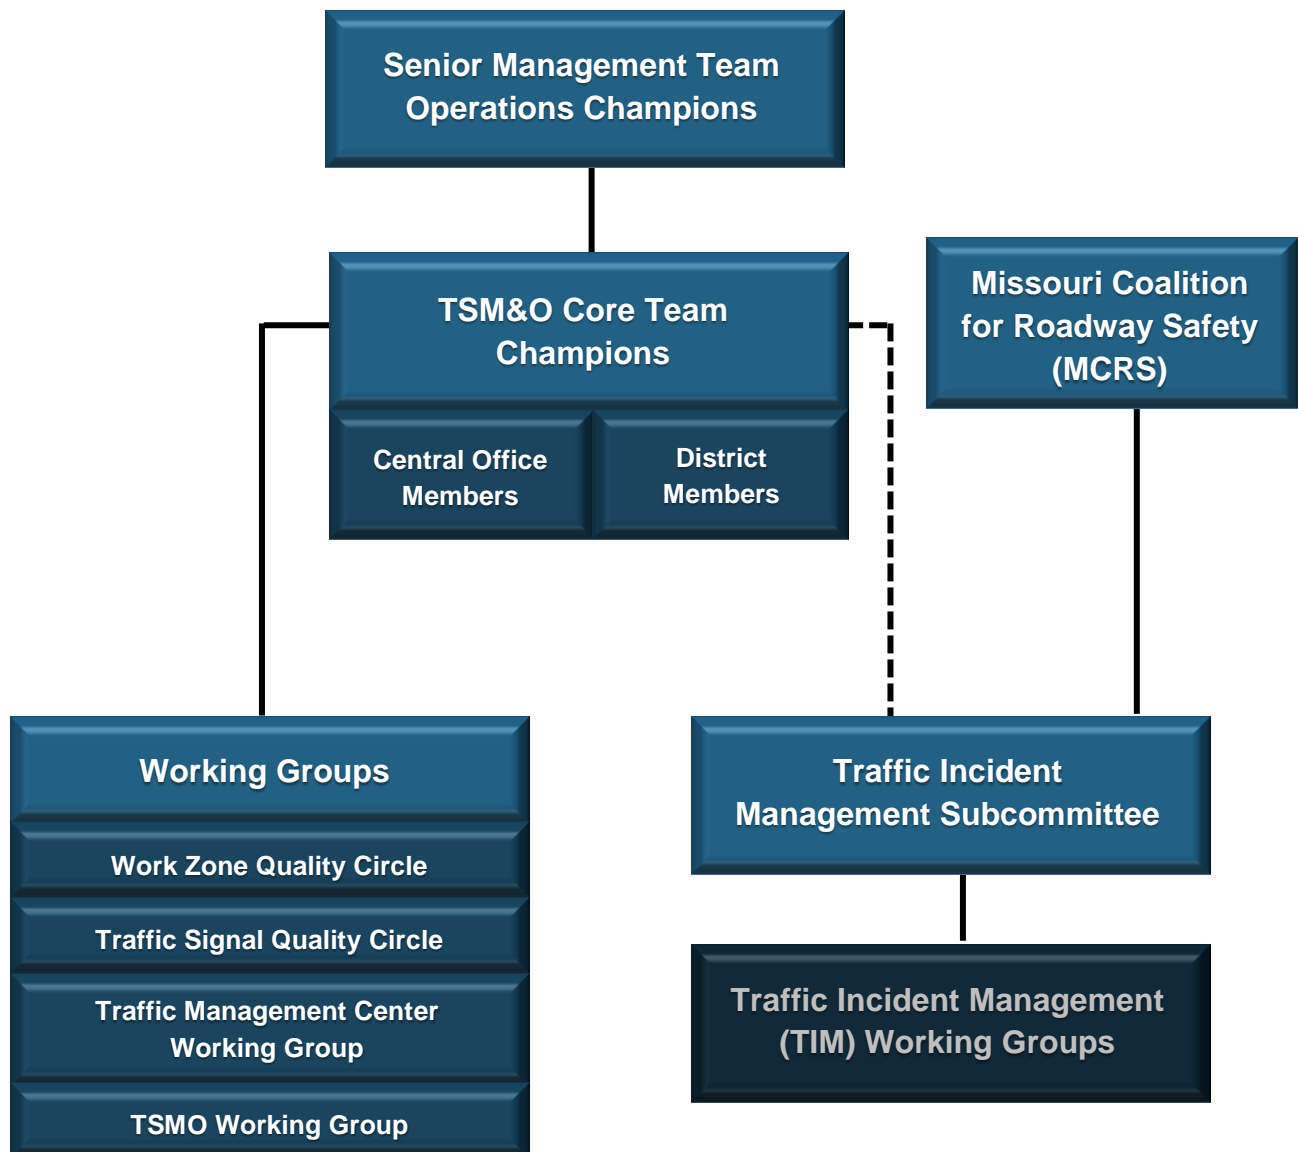 Senior Management Team
Operations Champions
TSM&O Core Team
Champions
Central Office
Members
District
Members
Missouri Coalition
for Roadway Safety
(MCRS)
Working Groups
Work Zone Quality Circle
Traffic Signal Quality Circle
Traffic Management Center
Working Group
TSMO Working Group
Traffic Incident
Management Subcommittee
Traffic Incident Management
(TIM) Working Groups